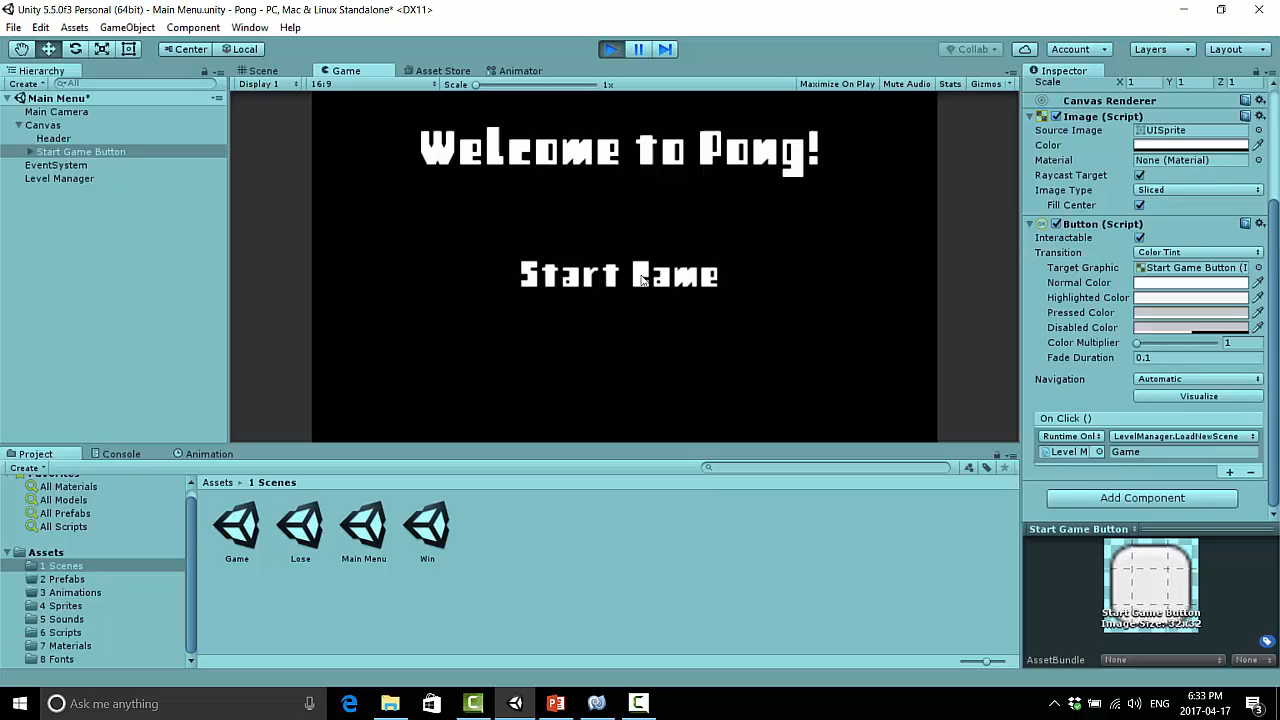 Unity 5.5.0f3 Personal (64bit) - Main Menu.unity - Pong - PC, Mac & Linux Standalone* <DX11>
File Edit Assets GameObject Component Window Help
Center Local Collab Account Layers Layout
Hierarchy Scene Game Asset Store Animator Inspector
Create All Display 1 16:9 Scale 1x Maximize On Play Mute Audio Stats Gizmos Scale X 1 Y 1 Z 1
Main Menu*
Main Camera
Canvas
Header
Start Game Button
EventSystem
Level Manager
Welcome to Pong!
Start Game
Canvas Renderer
Image (Script)
Source Image UISprite
Color
Material None (Material)
Raycast Target
Image Type Sliced
Fill Center
Button (Script)
Interactable
Transition Color Tint
Target Graphic Start Game Button (I
Normal Color
Highlighted Color
Pressed Color
Disabled Color
Color Multiplier 1
Fade Duration 0.1
Navigation Automatic
Visualize
On Click ()
Runtime Onl LevelManager.LoadNewScene
Level M Game
+ −
Add Component
Project Console Animation
Create
Favorites
All Materials
All Models
All Prefabs
All Scripts
Assets
1 Scenes
2 Prefabs
3 Animations
4 Sprites
5 Sounds
6 Scripts
7 Materials
8 Fonts
Assets 1 Scenes
Game Lose Main Menu Win
Start Game Button
Start Game Button
Image Size: 32x32
AssetBundle None None
Ask me anything
6:33 PM
2017-04-17